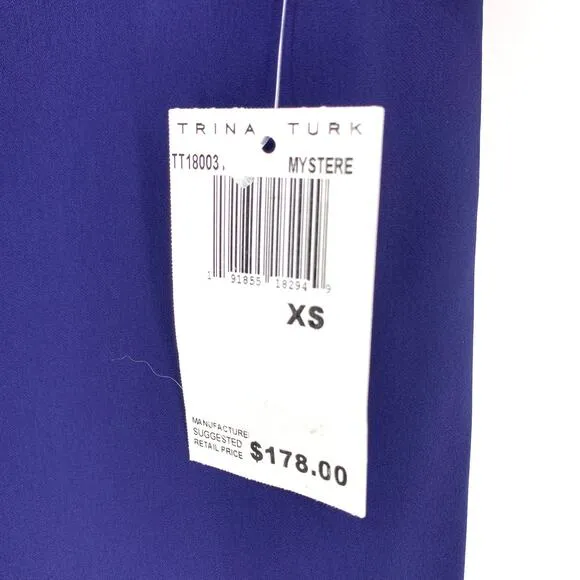 TRINA TURK
TT18003. MYSTERE
1 91855 18294 9
XS
MANUFACTURE
SUGGESTED
RETAIL PRICE $178.00